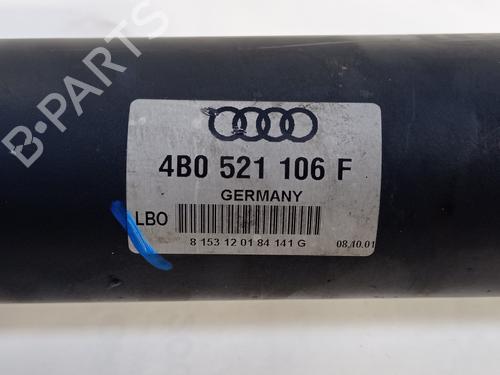 4B0 521 106 F
GERMANY
LBO
8 153 12 01 84 141 G 08.10.01
B-PARTS